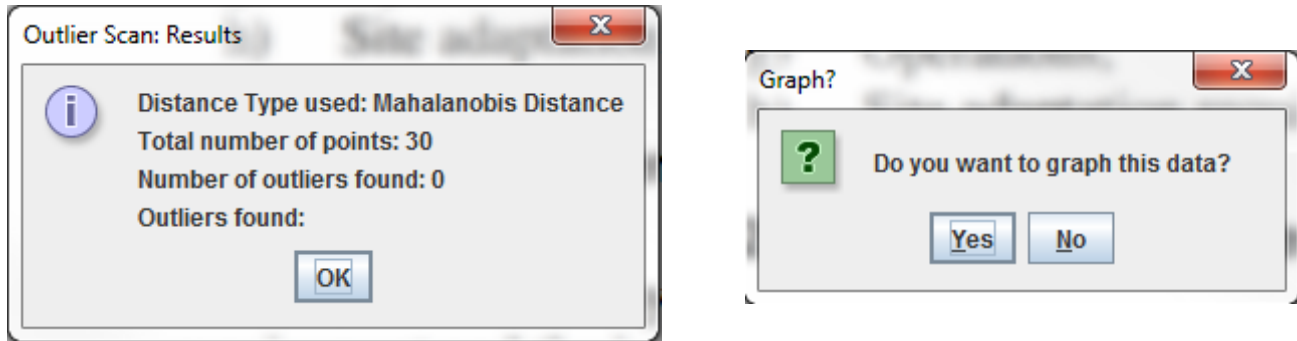 Outlier Scan: Results
Distance Type used: Mahalanobis Distance
Total number of points: 30
Number of outliers found: 0
Outliers found:
OK
Graph?
Do you want to graph this data?
Yes
No